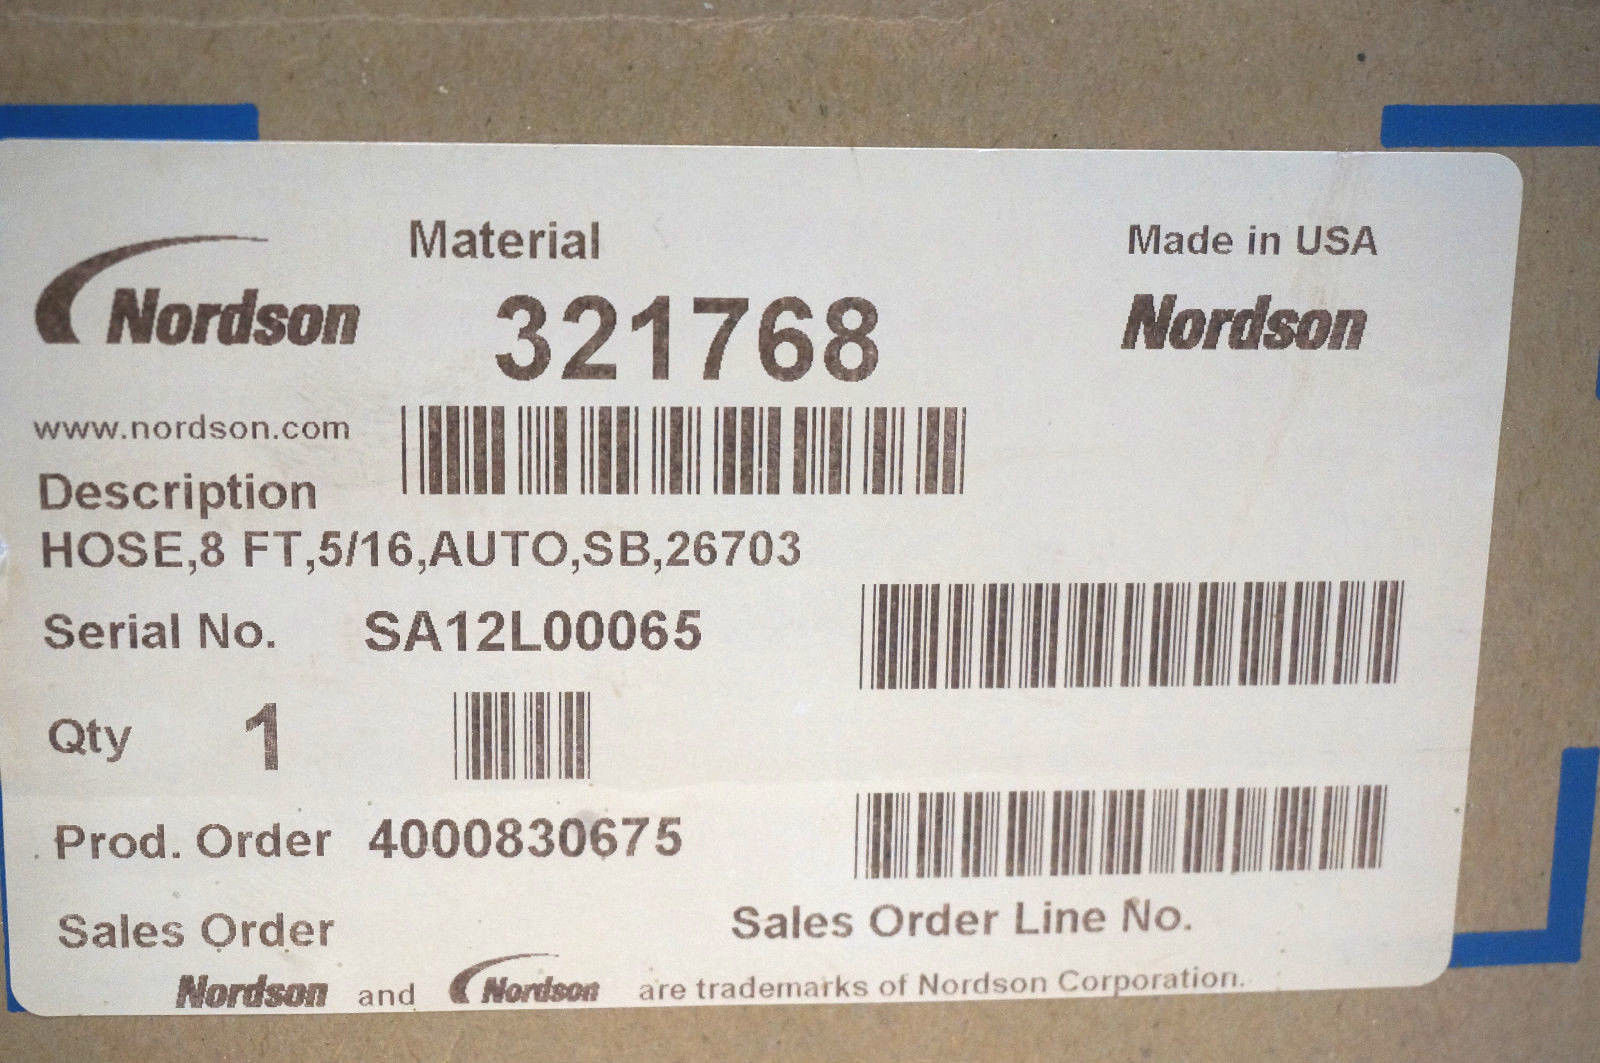 Material
Made in USA
Nordson
321768
Nordson
www.nordson.com
Description
HOSE,8 FT,5/16,AUTO,SB,26703
Serial No. SA12L00065
Qty 1
Prod. Order 4000830675
Sales Order
Sales Order Line No.
Nordson and Nordson are trademarks of Nordson Corporation.